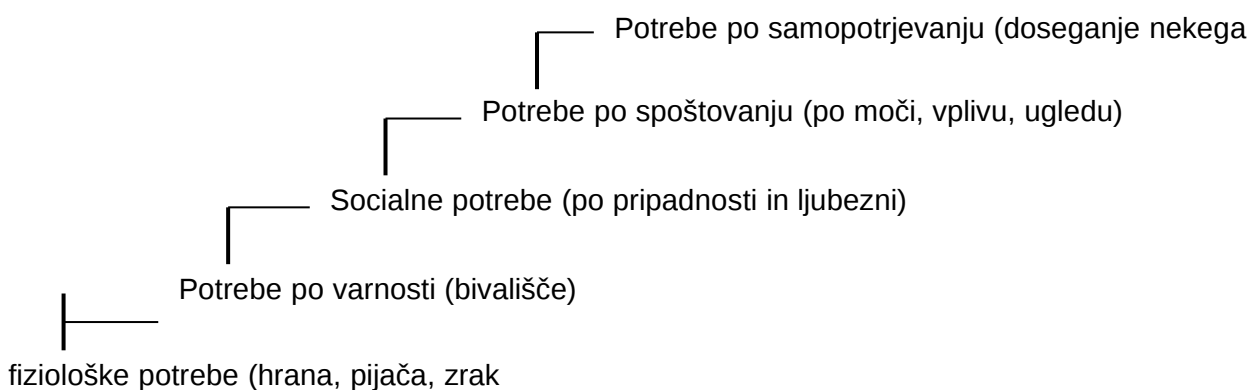 Potrebe po samopotrjevanju (doseganje nekega
Potrebe po spoštovanju (po moči, vplivu, ugledu)
Socialne potrebe (po pripadnosti in ljubezni)
Potrebe po varnosti (bivališče)
fiziološke potrebe (hrana, pijača, zrak